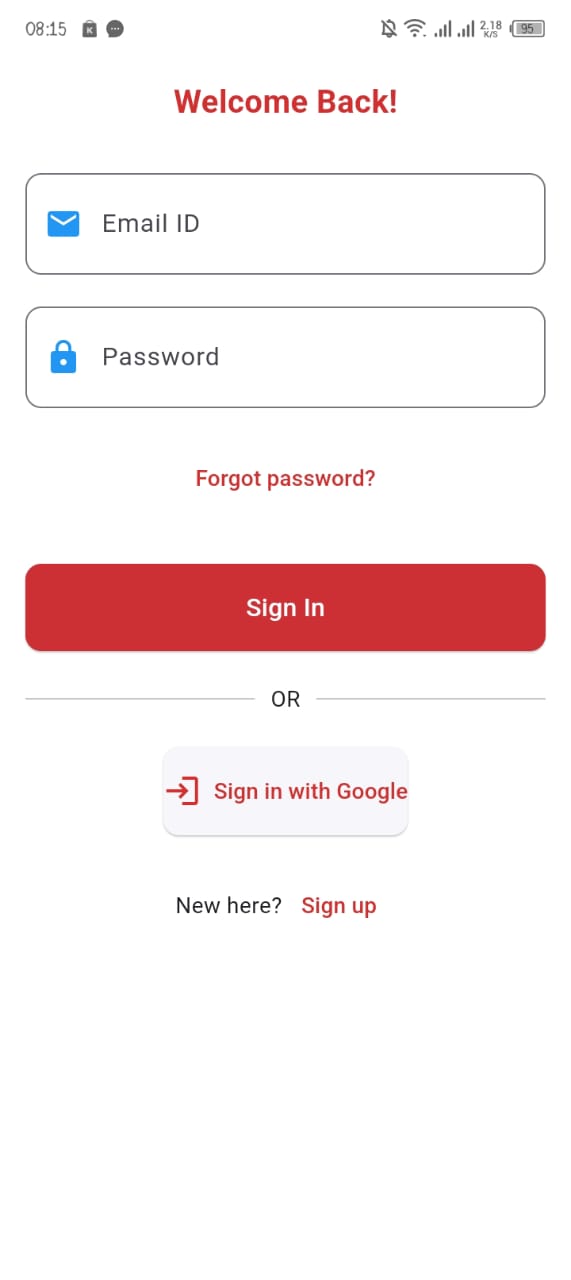 08:15 K 2.18 K/S 95
Welcome Back!
Email ID
Password
Forgot password?
Sign In
OR
Sign in with Google
New here? Sign up